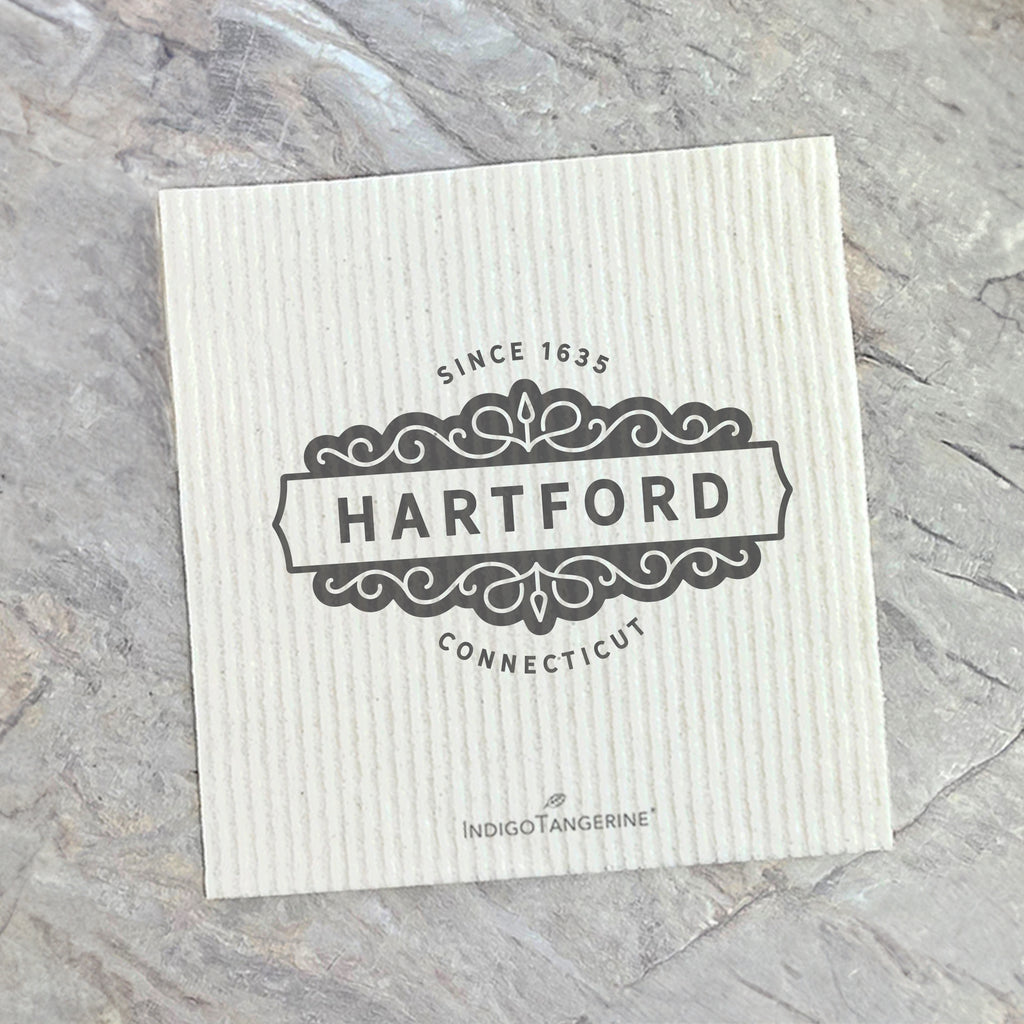 SINCE 1635
HARTFORD
CONNECTICUT
INDIGOTANGERINE